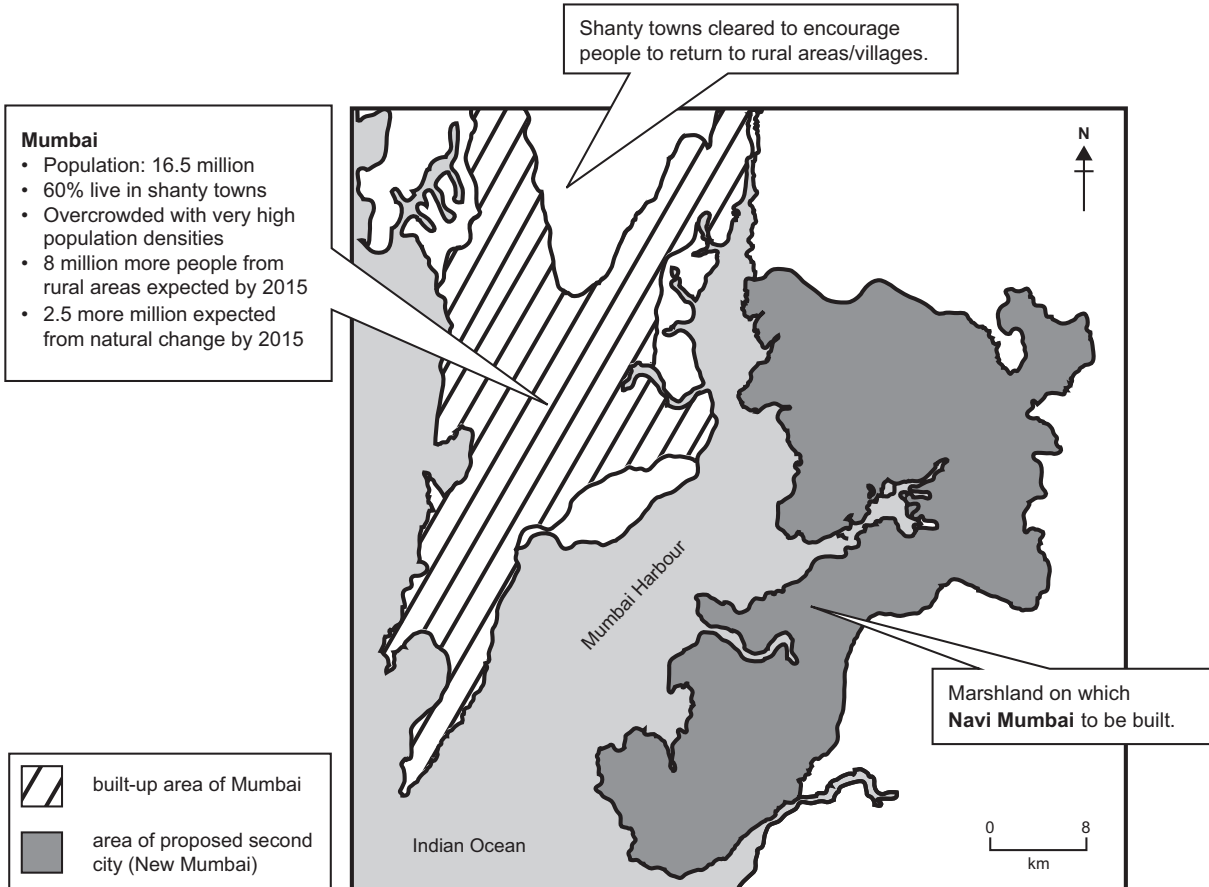 Shanty towns cleared to encourage
people to return to rural areas/villages.
Mumbai
• Population: 16.5 million
• 60% live in shanty towns
• Overcrowded with very high
population densities
• 8 million more people from
rural areas expected by 2015
• 2.5 more million expected
from natural change by 2015
N
Mumbai Harbour
Marshland on which
Navi Mumbai to be built.
built-up area of Mumbai
area of proposed second
city (New Mumbai)
Indian Ocean
0 8
km